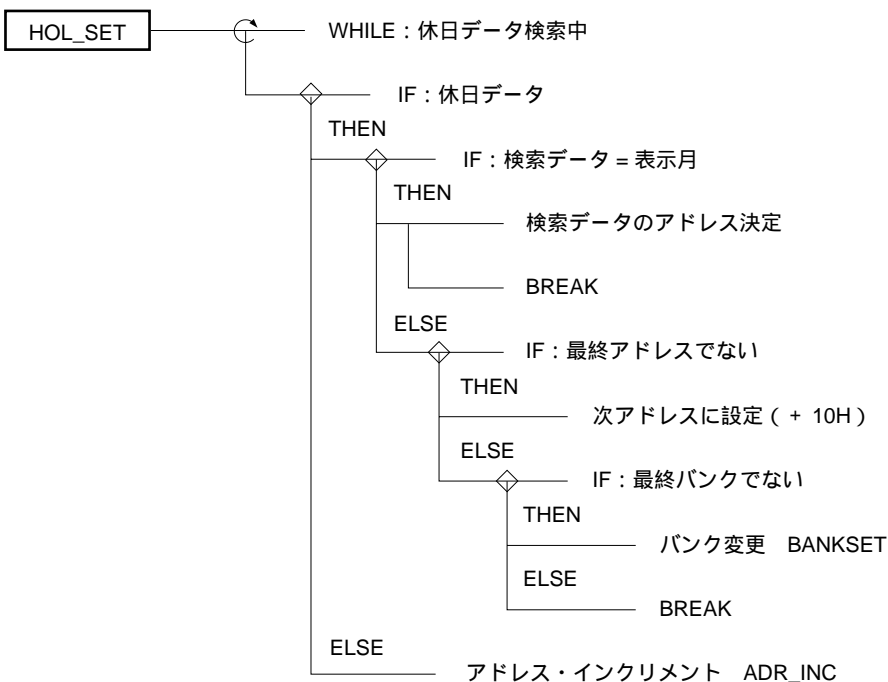 HOL_SET WHILE：休日データ検索中
IF：休日データ
THEN
IF：検索データ = 表示月
THEN
検索データのアドレス決定
BREAK
ELSE
IF：最終アドレスでない
THEN
次アドレスに設定（ + 10H ）
ELSE
IF：最終バンクでない
THEN
バンク変更　BANKSET
ELSE
BREAK
ELSE
アドレス・インクリメント　ADR_INC